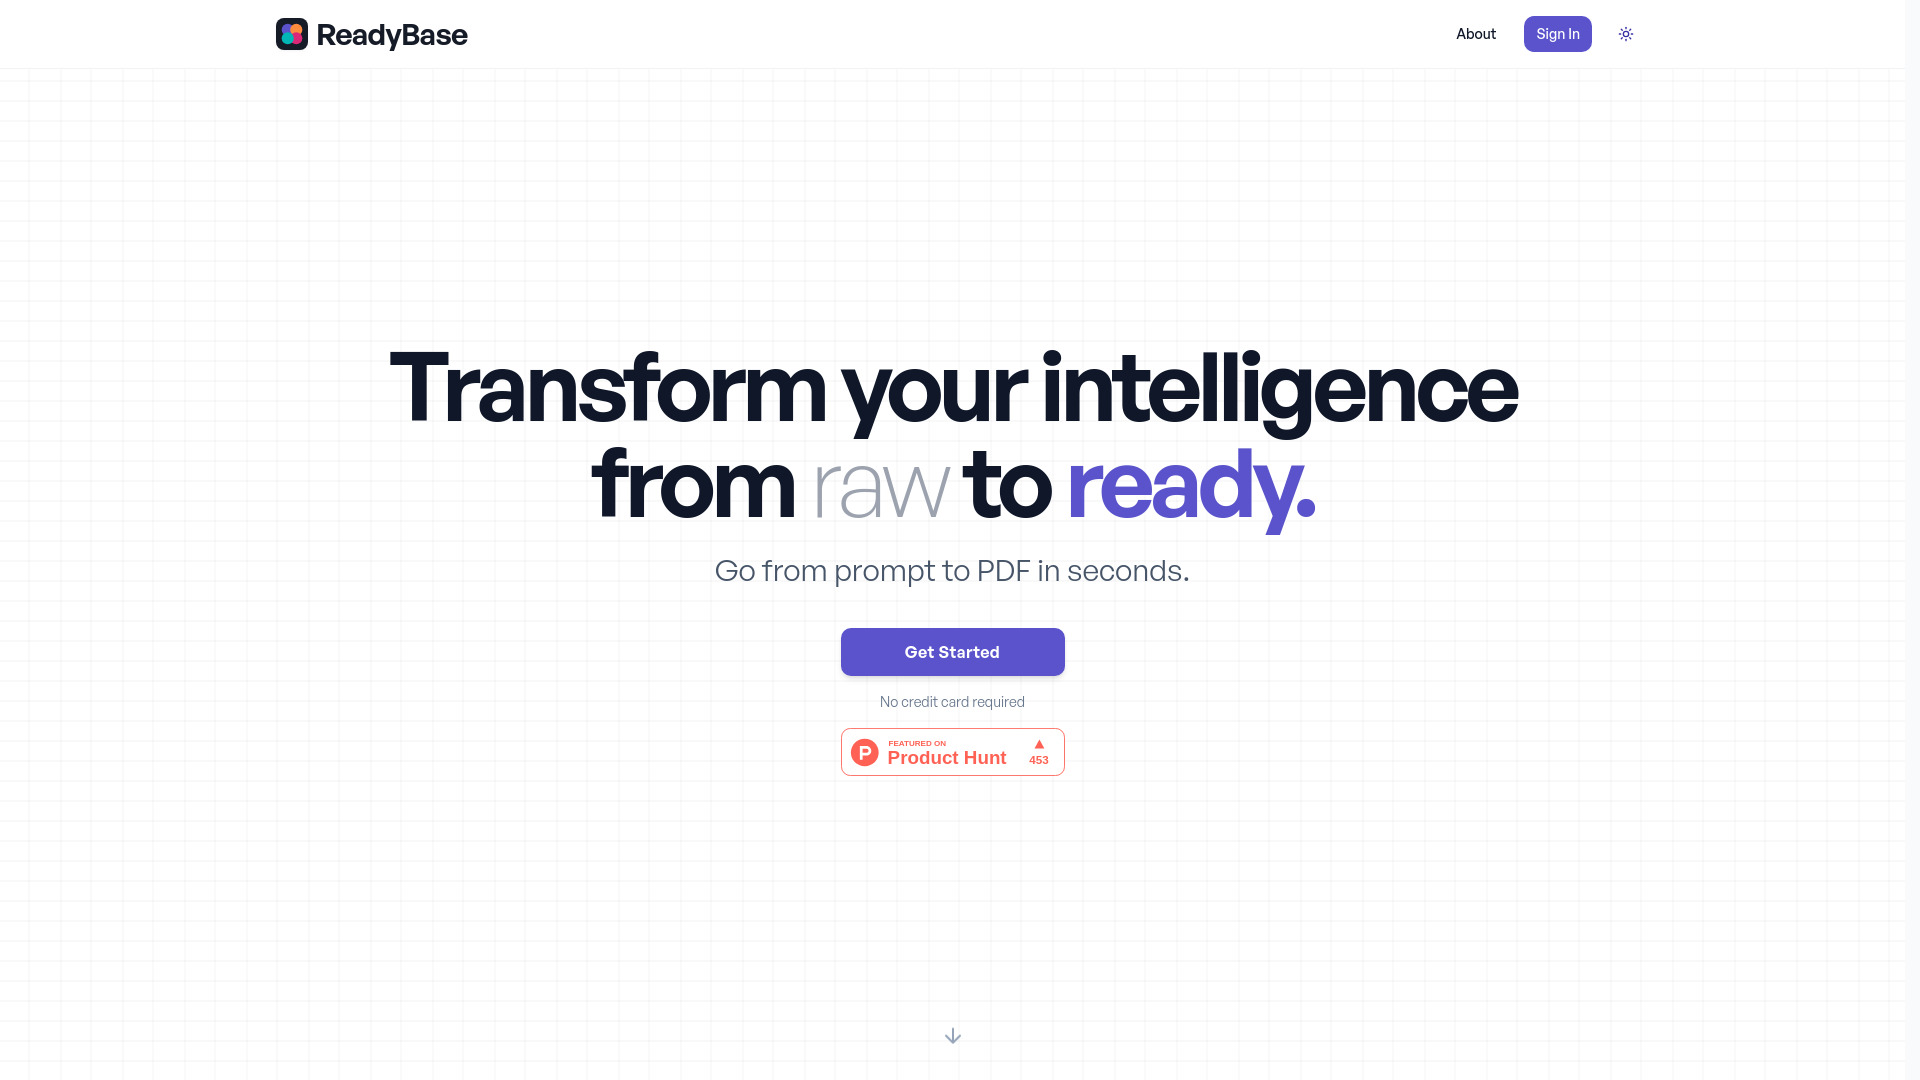 ReadyBase
About
Sign In
Transform your intelligence
from raw to ready.
Go from prompt to PDF in seconds.
Get Started
No credit card required
FEATURED ON
Product Hunt
453